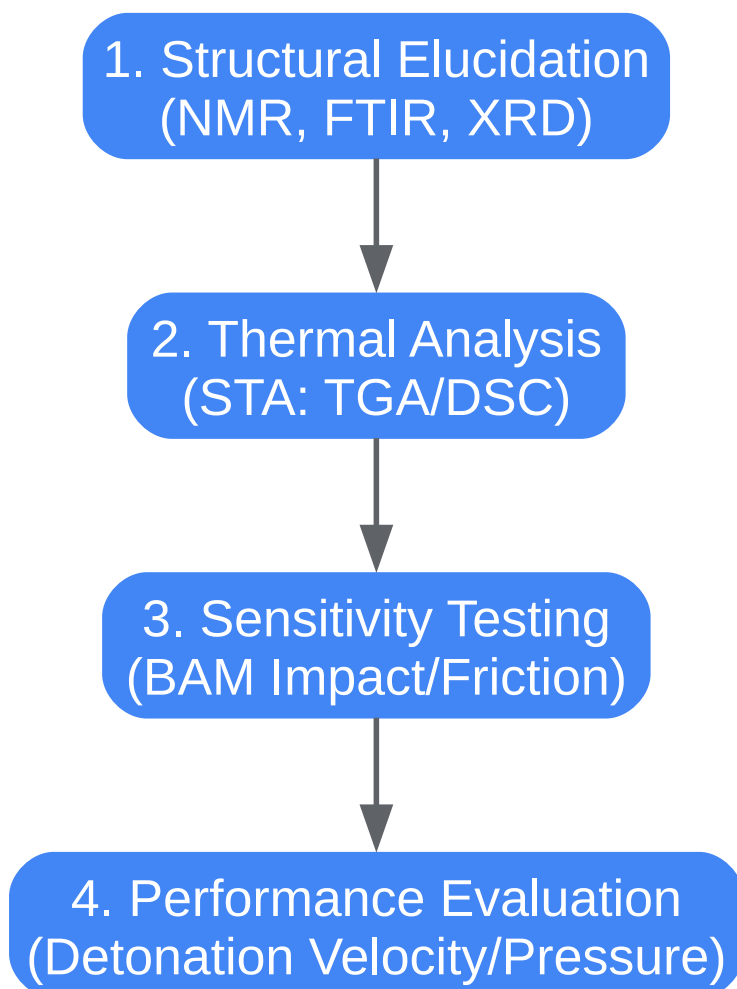 1. Structural Elucidation
(NMR, FTIR, XRD)
2. Thermal Analysis
(STA: TGA/DSC)
3. Sensitivity Testing
(BAM Impact/Friction)
4. Performance Evaluation
(Detonation Velocity/Pressure)